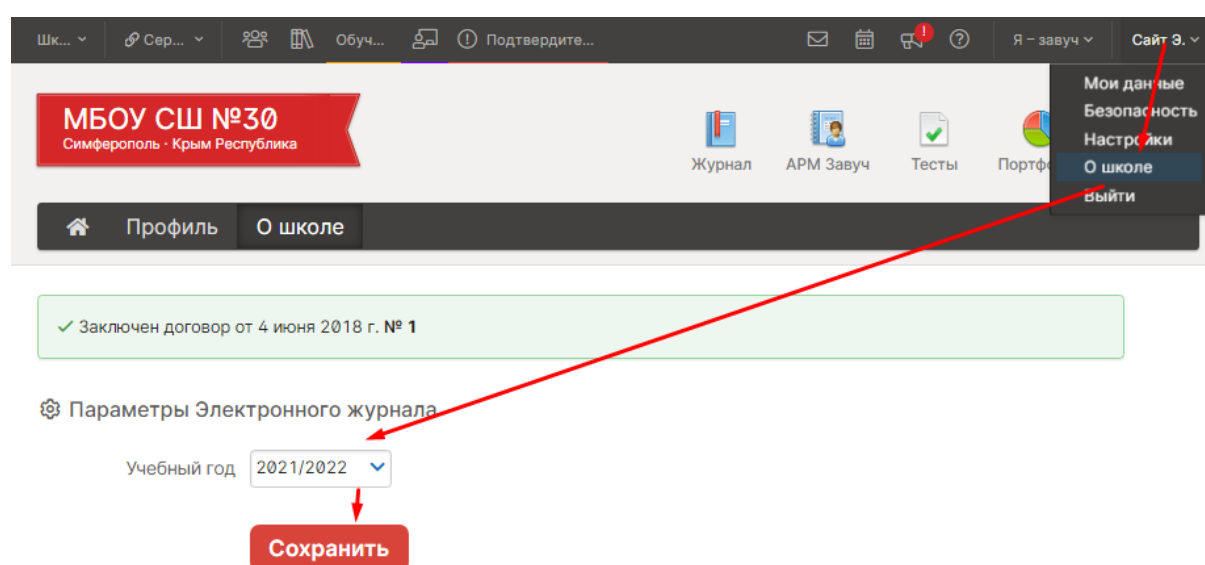 Шк... Сер... Обуч... Подтвердите... Я – завуч Сайт Э.
Мои данные
Безопасность
Настройки
О школе
Выйти
МБОУ СШ №30
Симферополь · Крым Республика
Журнал АРМ Завуч Тесты Портфо
Профиль О школе
Заключен договор от 4 июня 2018 г. № 1
Параметры Электронного журнала
Учебный год 2021/2022
Сохранить